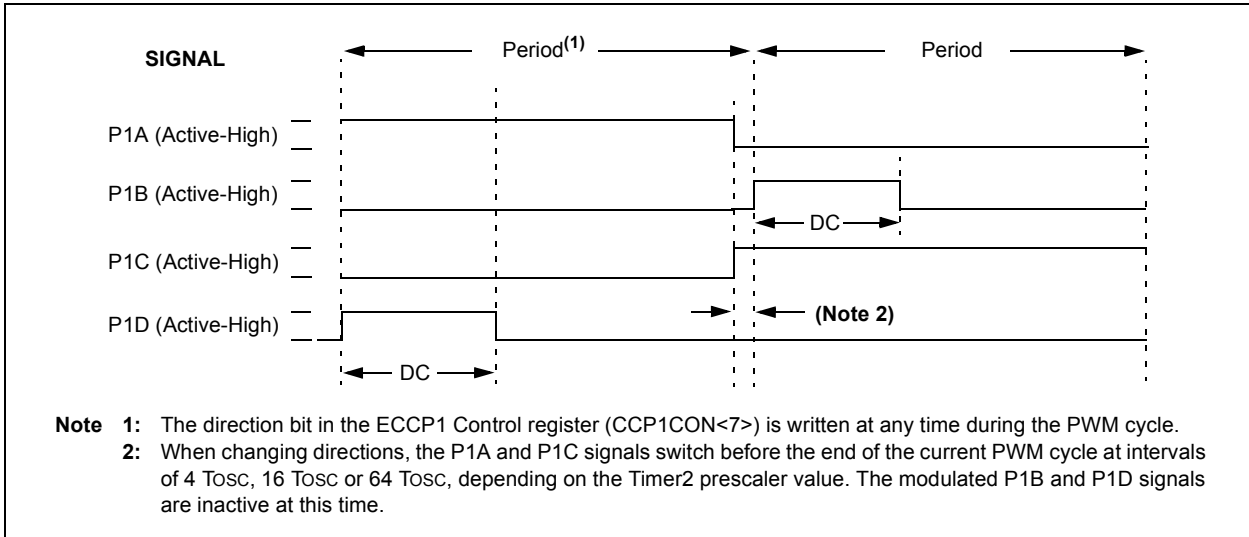 SIGNAL
Period(1)
Period
P1A (Active-High)
P1B (Active-High)
DC
P1C (Active-High)
P1D (Active-High)
(Note 2)
DC
Note 1: The direction bit in the ECCP1 Control register (CCP1CON<7>) is written at any time during the PWM cycle.
2: When changing directions, the P1A and P1C signals switch before the end of the current PWM cycle at intervals
of 4 TOSC, 16 TOSC or 64 TOSC, depending on the Timer2 prescaler value. The modulated P1B and P1D signals
are inactive at this time.